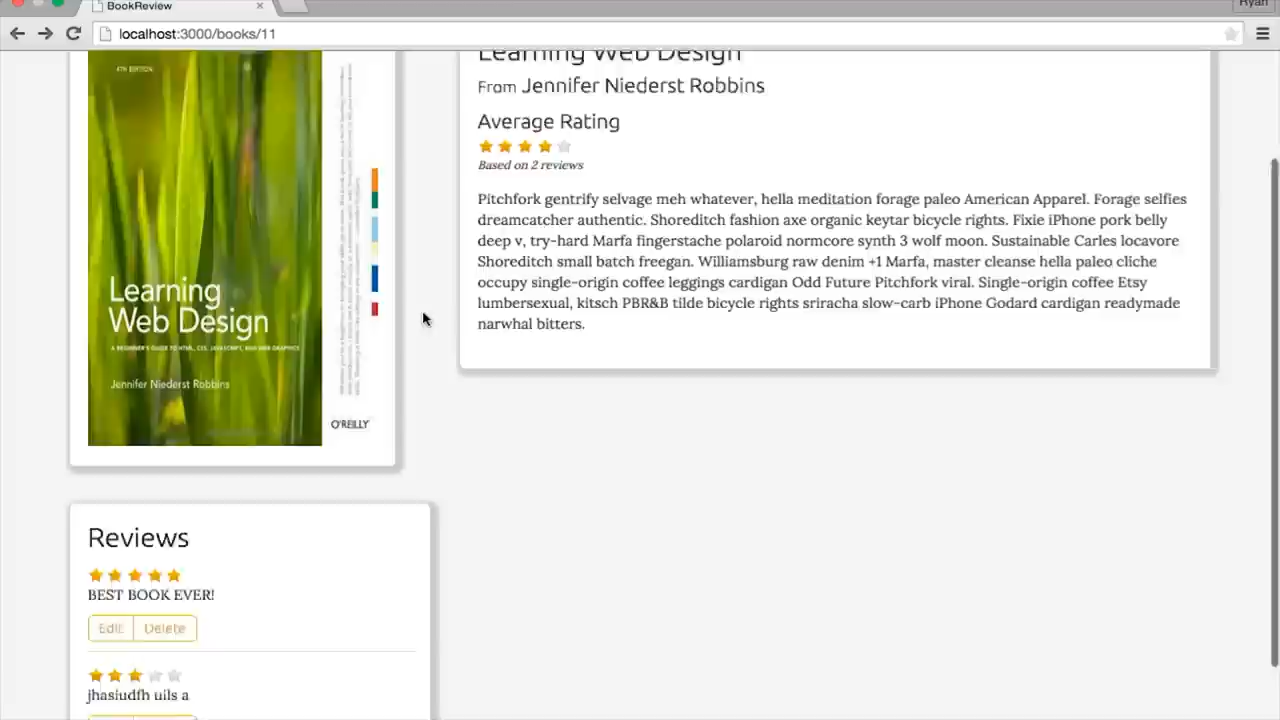 BookReview
Ryan
localhost:3000/books/11
4TH EDITION
Learning
Web Design
A BEGINNER'S GUIDE TO HTML, CSS, JAVASCRIPT, AND WEB GRAPHICS
Jennifer Niederst Robbins
O'REILLY
Learning Web Design
From Jennifer Niederst Robbins
Average Rating
Based on 2 reviews
Pitchfork gentrify selvage meh whatever, hella meditation forage paleo American Apparel. Forage selfies
dreamcatcher authentic. Shoreditch fashion axe organic keytar bicycle rights. Fixie iPhone pork belly
deep v, try-hard Marfa fingerstache polaroid normcore synth 3 wolf moon. Sustainable Carles locavore
Shoreditch small batch freegan. Williamsburg raw denim +1 Marfa, master cleanse hella paleo cliche
occupy single-origin coffee leggings cardigan Odd Future Pitchfork viral. Single-origin coffee Etsy
lumbersexual, kitsch PBR&B tilde bicycle rights sriracha slow-carb iPhone Godard cardigan readymade
narwhal bitters.
Reviews
BEST BOOK EVER!
Edit Delete
jhasiudfh uils a